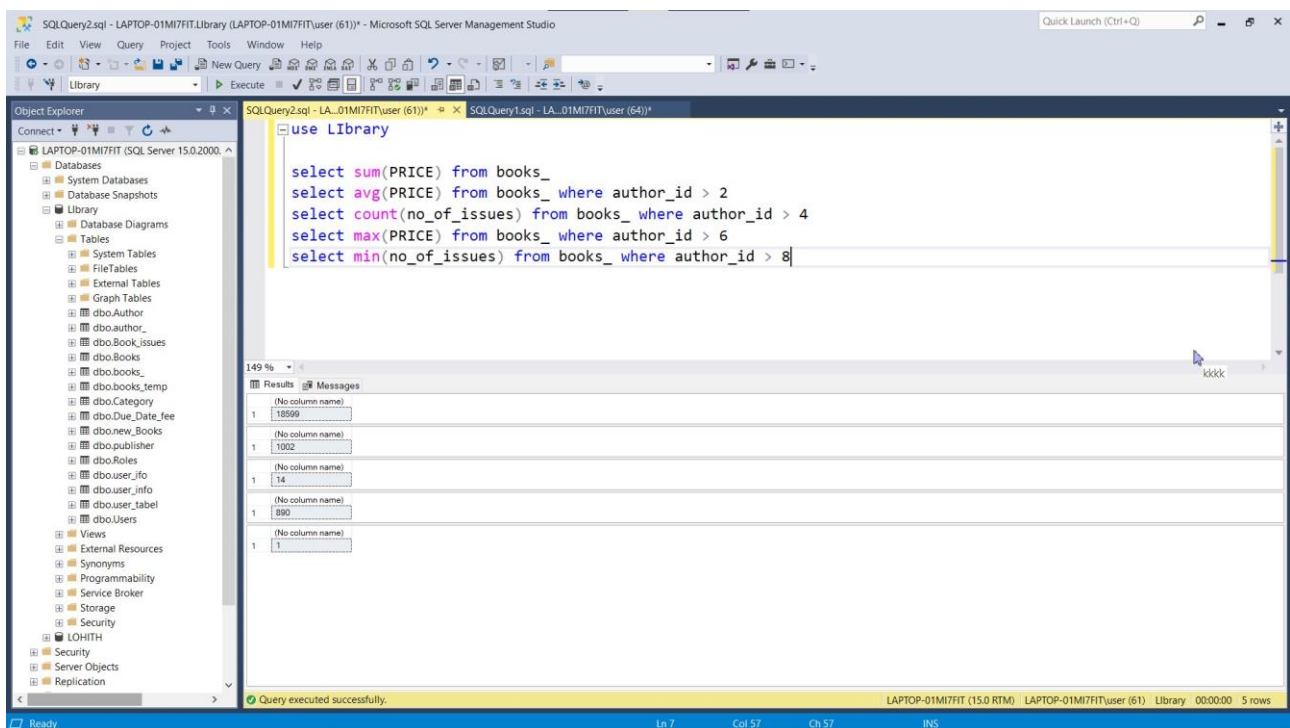 SQLQuery2.sql - LAPTOP-01MI7FIT.LIbrary (LAPTOP-01MI7FIT\user (61))* - Microsoft SQL Server Management Studio
Quick Launch (Ctrl+Q)
File Edit View Query Project Tools Window Help
New Query
LIbrary
Execute
Object Explorer
SQLQuery2.sql - LA...01MI7FIT\user (61))*
SQLQuery1.sql - LA...01MI7FIT\user (64))*
Connect
LAPTOP-01MI7FIT (SQL Server 15.0.2000.
Databases
System Databases
Database Snapshots
LIbrary
Database Diagrams
Tables
System Tables
FileTables
External Tables
Graph Tables
dbo.Author
dbo.author_
dbo.Book_issues
dbo.Books
dbo.books_
dbo.books_temp
dbo.Category
dbo.Due_Date_fee
dbo.new_Books
dbo.publisher
dbo.Roles
dbo.user_ifo
dbo.user_info
dbo.user_tabel
dbo.Users
Views
External Resources
Synonyms
Programmability
Service Broker
Storage
Security
LOHITH
Security
Server Objects
Replication
use LIbrary
select sum(PRICE) from books_
select avg(PRICE) from books_ where author_id > 2
select count(no_of_issues) from books_ where author_id > 4
select max(PRICE) from books_ where author_id > 6
select min(no_of_issues) from books_ where author_id > 8
kkkk
149 %
Results Messages
(No column name)
1 18599
(No column name)
1 1002
(No column name)
1 14
(No column name)
1 890
(No column name)
1 1
Query executed successfully.
LAPTOP-01MI7FIT (15.0 RTM) LAPTOP-01MI7FIT\user (61) LIbrary 00:00:00 5 rows
Ready
Ln 7 Col 57 Ch 57 INS